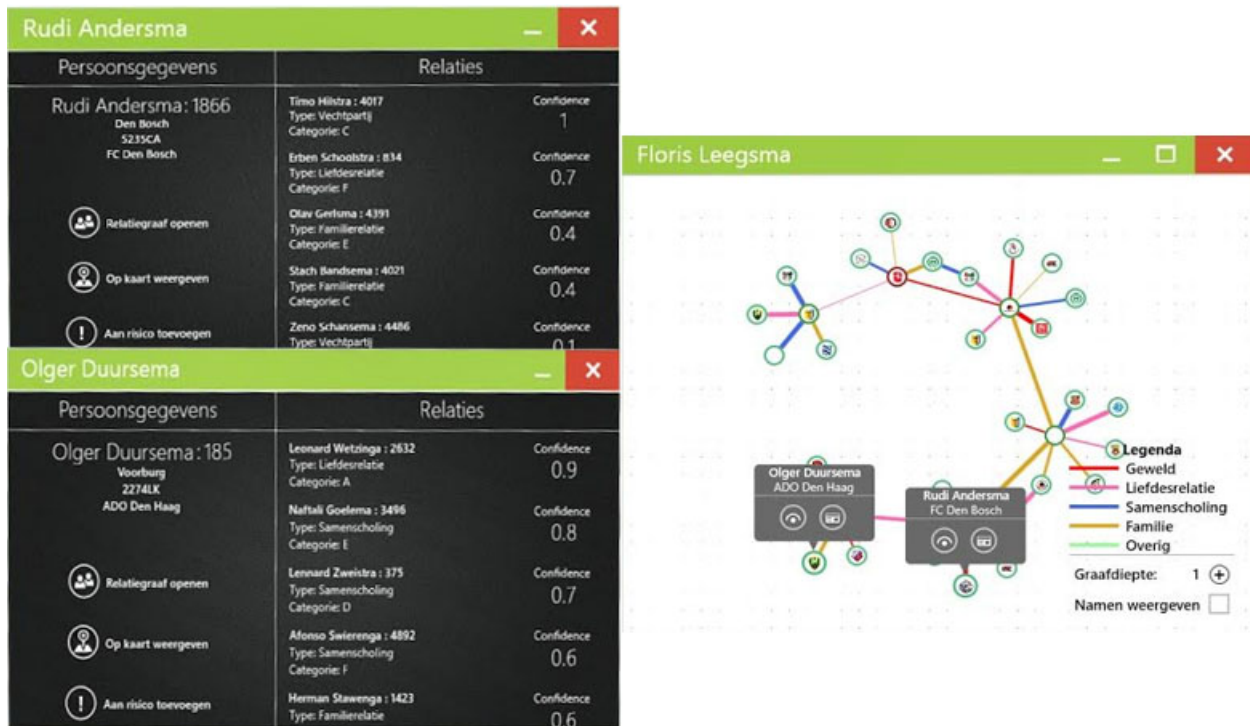 Rudi Andersma
Persoonsgegevens
Relaties
Rudi Andersma: 1866
Den Bosch
5235CA
FC Den Bosch
Relatiegraaf openen
Op kaart weergeven
Aan risico toevoegen
Timo Hilstra : 4017
Type: Vechtpartij
Categorie: C
Confidence
1
Erben Schoolstra : 834
Type: Liefdesrelatie
Categorie: F
Confidence
0.7
Olav Gerlsma : 4391
Type: Familierelatie
Categorie: E
Confidence
0.4
Stach Bandsema : 4021
Type: Familierelatie
Categorie: C
Confidence
0.4
Zeno Schansema : 4486
Type: Vechtpartij
Confidence
0.1
Olger Duursema
Persoonsgegevens
Relaties
Olger Duursema: 185
Voorburg
2274LK
ADO Den Haag
Relatiegraaf openen
Op kaart weergeven
Aan risico toevoegen
Leonard Wetzinga : 2632
Type: Liefdesrelatie
Categorie: A
Confidence
0.9
Naftali Goelema : 3496
Type: Samenscholing
Categorie: E
Confidence
0.8
Lennard Zweistra : 375
Type: Samenscholing
Categorie: D
Confidence
0.7
Afonso Swierenga : 4892
Type: Samenscholing
Categorie: F
Confidence
0.6
Herman Stawenga : 1423
Type: Familierelatie
Confidence
0.6
Floris Leegsma
Olger Duursema
ADO Den Haag
Rudi Andersma
FC Den Bosch
Legenda
Geweld
Liefdesrelatie
Samenscholing
Familie
Overig
Graafdiepte: 1
Namen weergeven